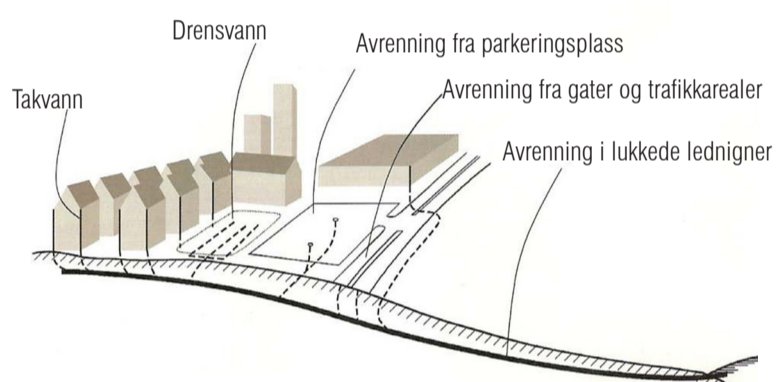 Drensvann
Avrenning fra parkeringsplass
Avrenning fra gater og trafikkarealer
Takvann
Avrenning i lukkede lednigner